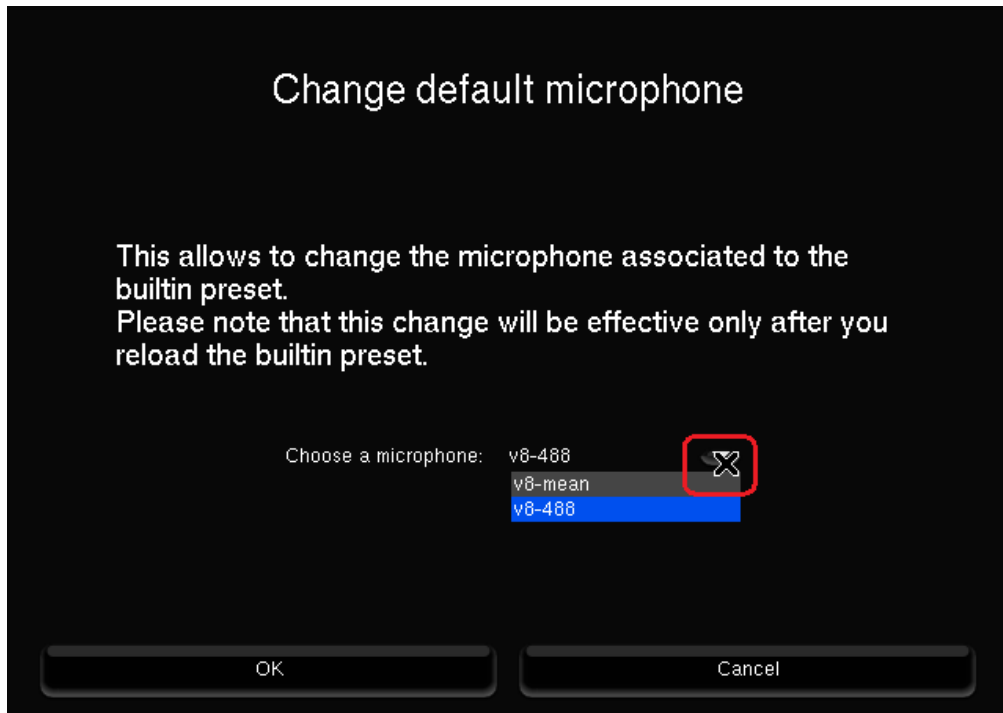 Change default microphone
This allows to change the microphone associated to the
builtin preset.
Please note that this change will be effective only after you
reload the builtin preset.
Choose a microphone: v8-488
v8-mean
v8-488
OK Cancel